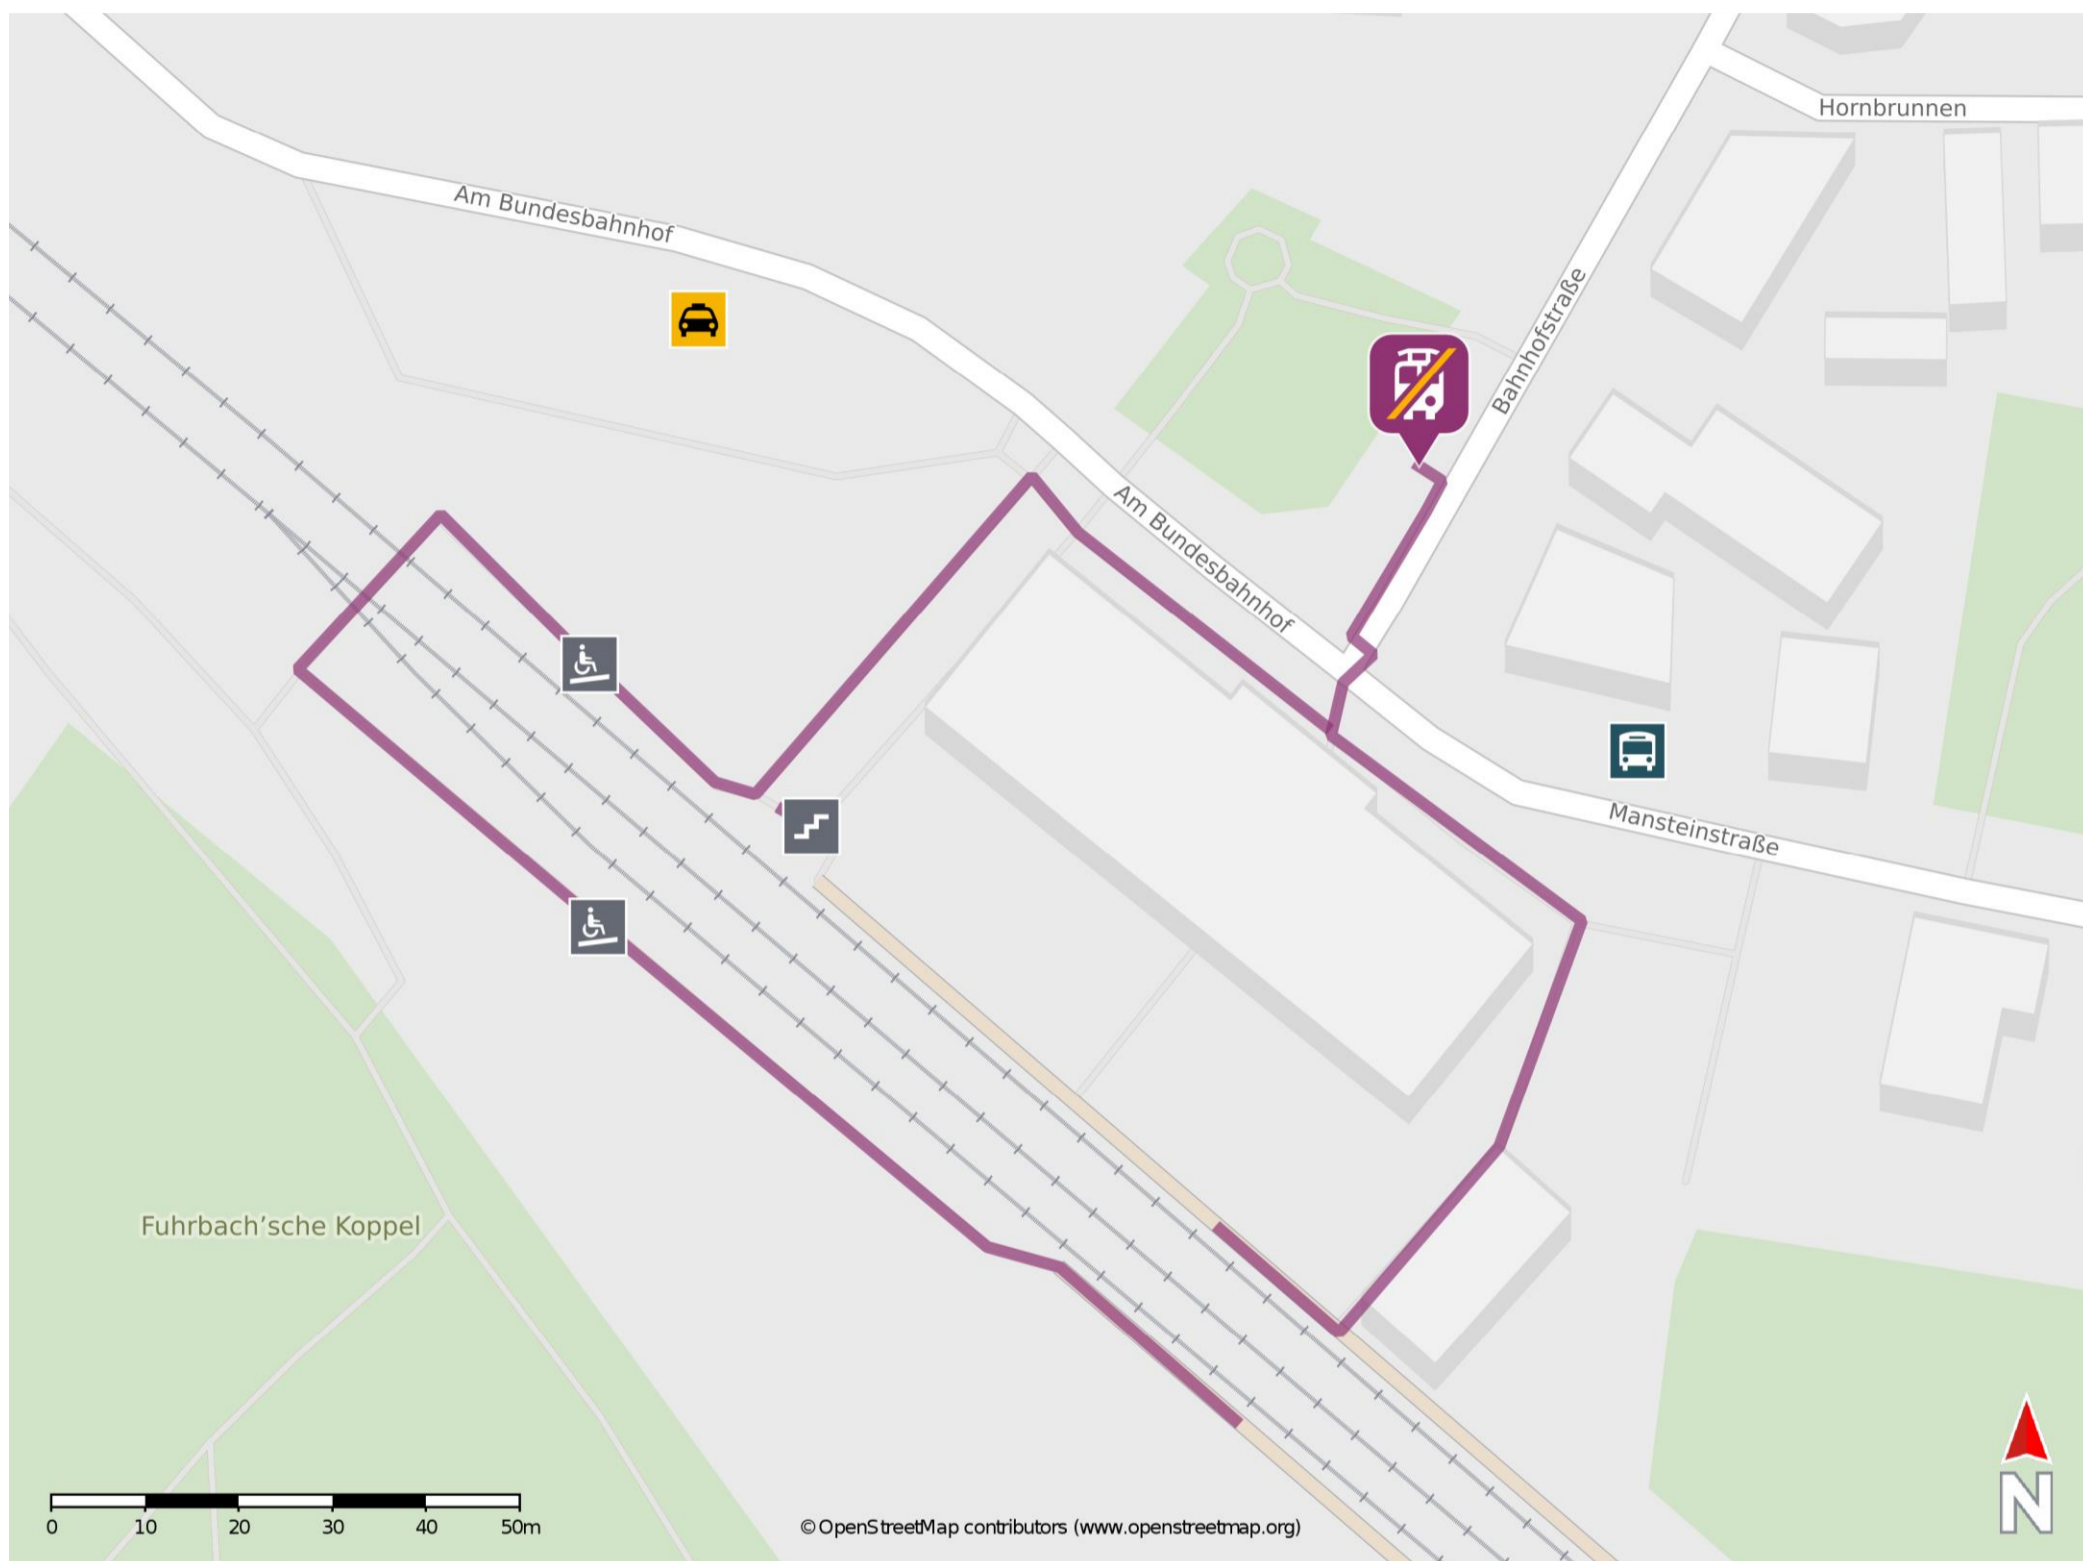 Hornbrunnen
Am Bundesbahnhof
Bahnhofstraße
Am Bundesbahnhof
Mansteinstraße
Fuhrbach’sche Koppel
0 10 20 30 40 50m
© OpenStreetMap contributors (www.openstreetmap.org)
N